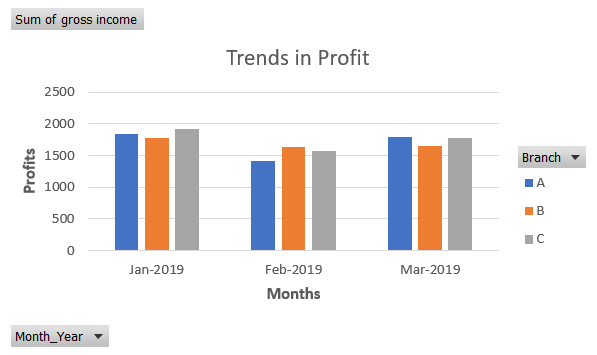 Sum of gross income
Trends in Profit
2500
2000
1500
1000
500
0
Profits
Jan-2019
Feb-2019
Mar-2019
Months
Branch
A
B
C
Month_Year